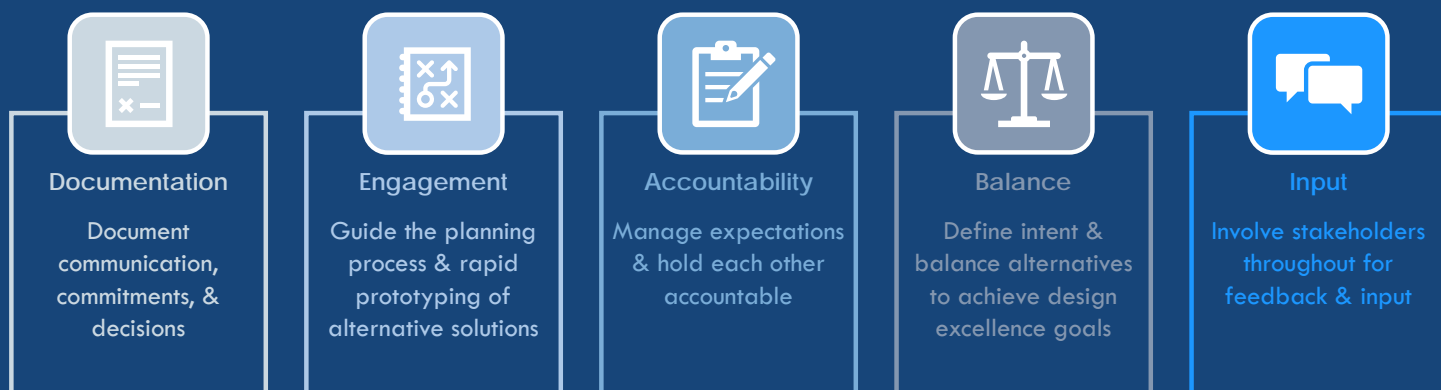 Documentation
Document
communication,
commitments, &
decisions
Engagement
Guide the planning
process & rapid
prototyping of
alternative solutions
Accountability
Manage expectations
& hold each other
accountable
Balance
Define intent &
balance alternatives
to achieve design
excellence goals
Input
Involve stakeholders
throughout for
feedback & input